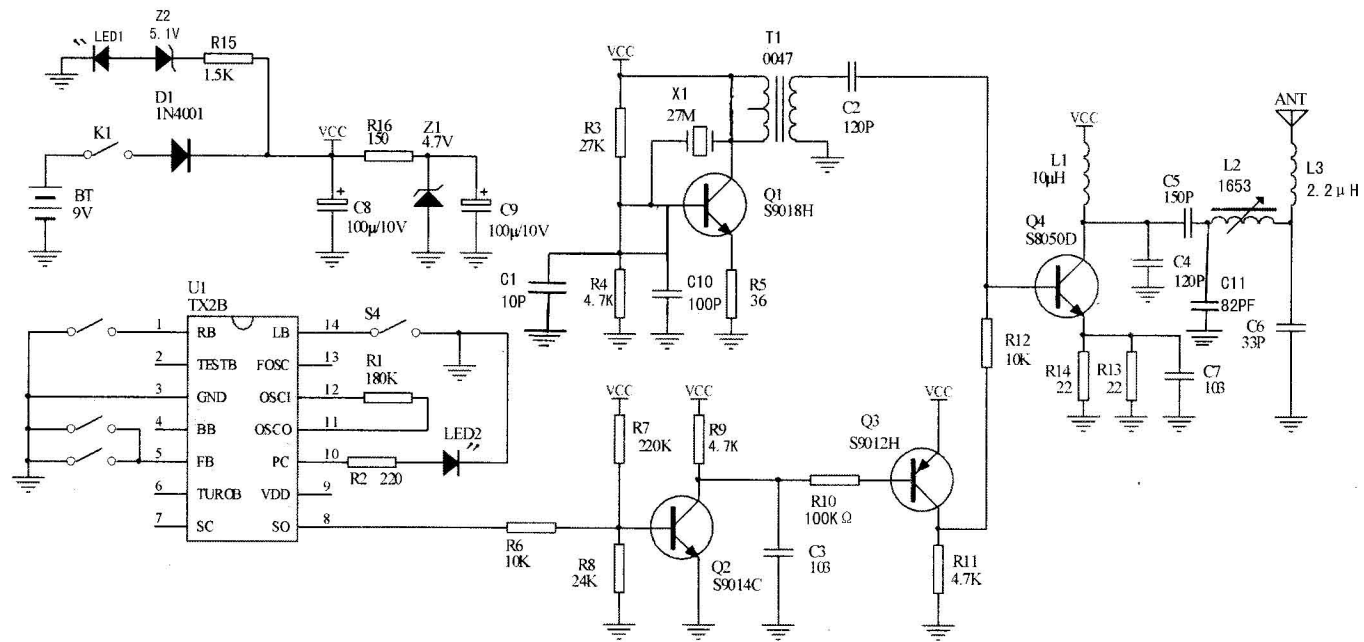 Z2
5.1V
LED1
R15
1.5K
D1
1N4001
K1
BT
9V
VCC
R16
150
Z1
4.7V
C8
100μ/10V
C9
100μ/10V
VCC
T1
0047
X1
27M
R3
27K
C2
120P
Q1
S9018H
C1
10P
R4
4.7K
C10
100P
R5
36
VCC
L1
10μH
Q4
S8050D
C5
150P
L2
1653
ANT
L3
2.2μH
C4
120P
C11
82PF
C6
33P
R12
10K
R14
22
R13
22
C7
103
U1
TX2B
1 RB LB 14 S4
2 TESTB FOSC 13
3 GND OSCI 12
R1
180K
4 BB OSCO 11
5 FB PC 10
R2 220
LED2
6 TUROB VDD 9
7 SC SO 8
R6
10K
VCC
R7
220K
R8
24K
VCC
R9
4.7K
Q2
S9014C
C3
103
R10
100KΩ
Q3
S9012H
VCC
R11
4.7K